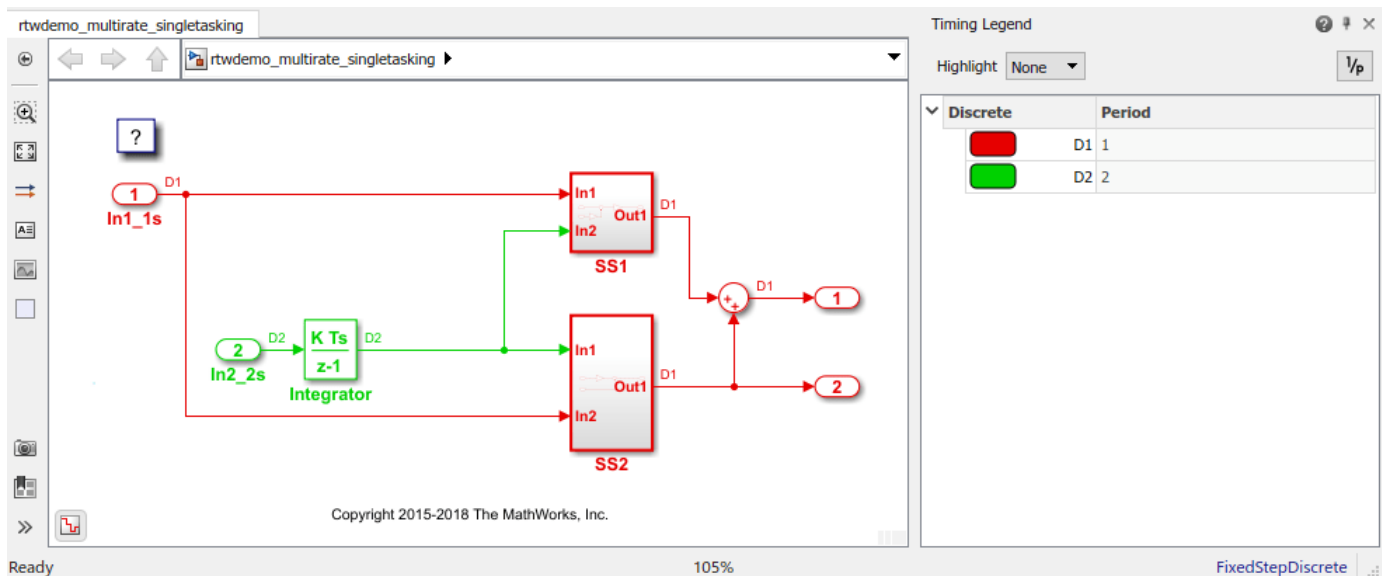 rtwdemo_multirate_singletasking
Timing Legend
rtwdemo_multirate_singletasking
Highlight None
1/p
Discrete Period
D1 1
D2 2
?
1 D1
In1_1s
In1
Out1 D1
In2
SS1
+
+
D1
1
2 D2
In2_2s
K Ts
z-1
D2
Integrator
In1
Out1 D1
In2
SS2
2
Copyright 2015-2018 The MathWorks, Inc.
Ready 105% FixedStepDiscrete